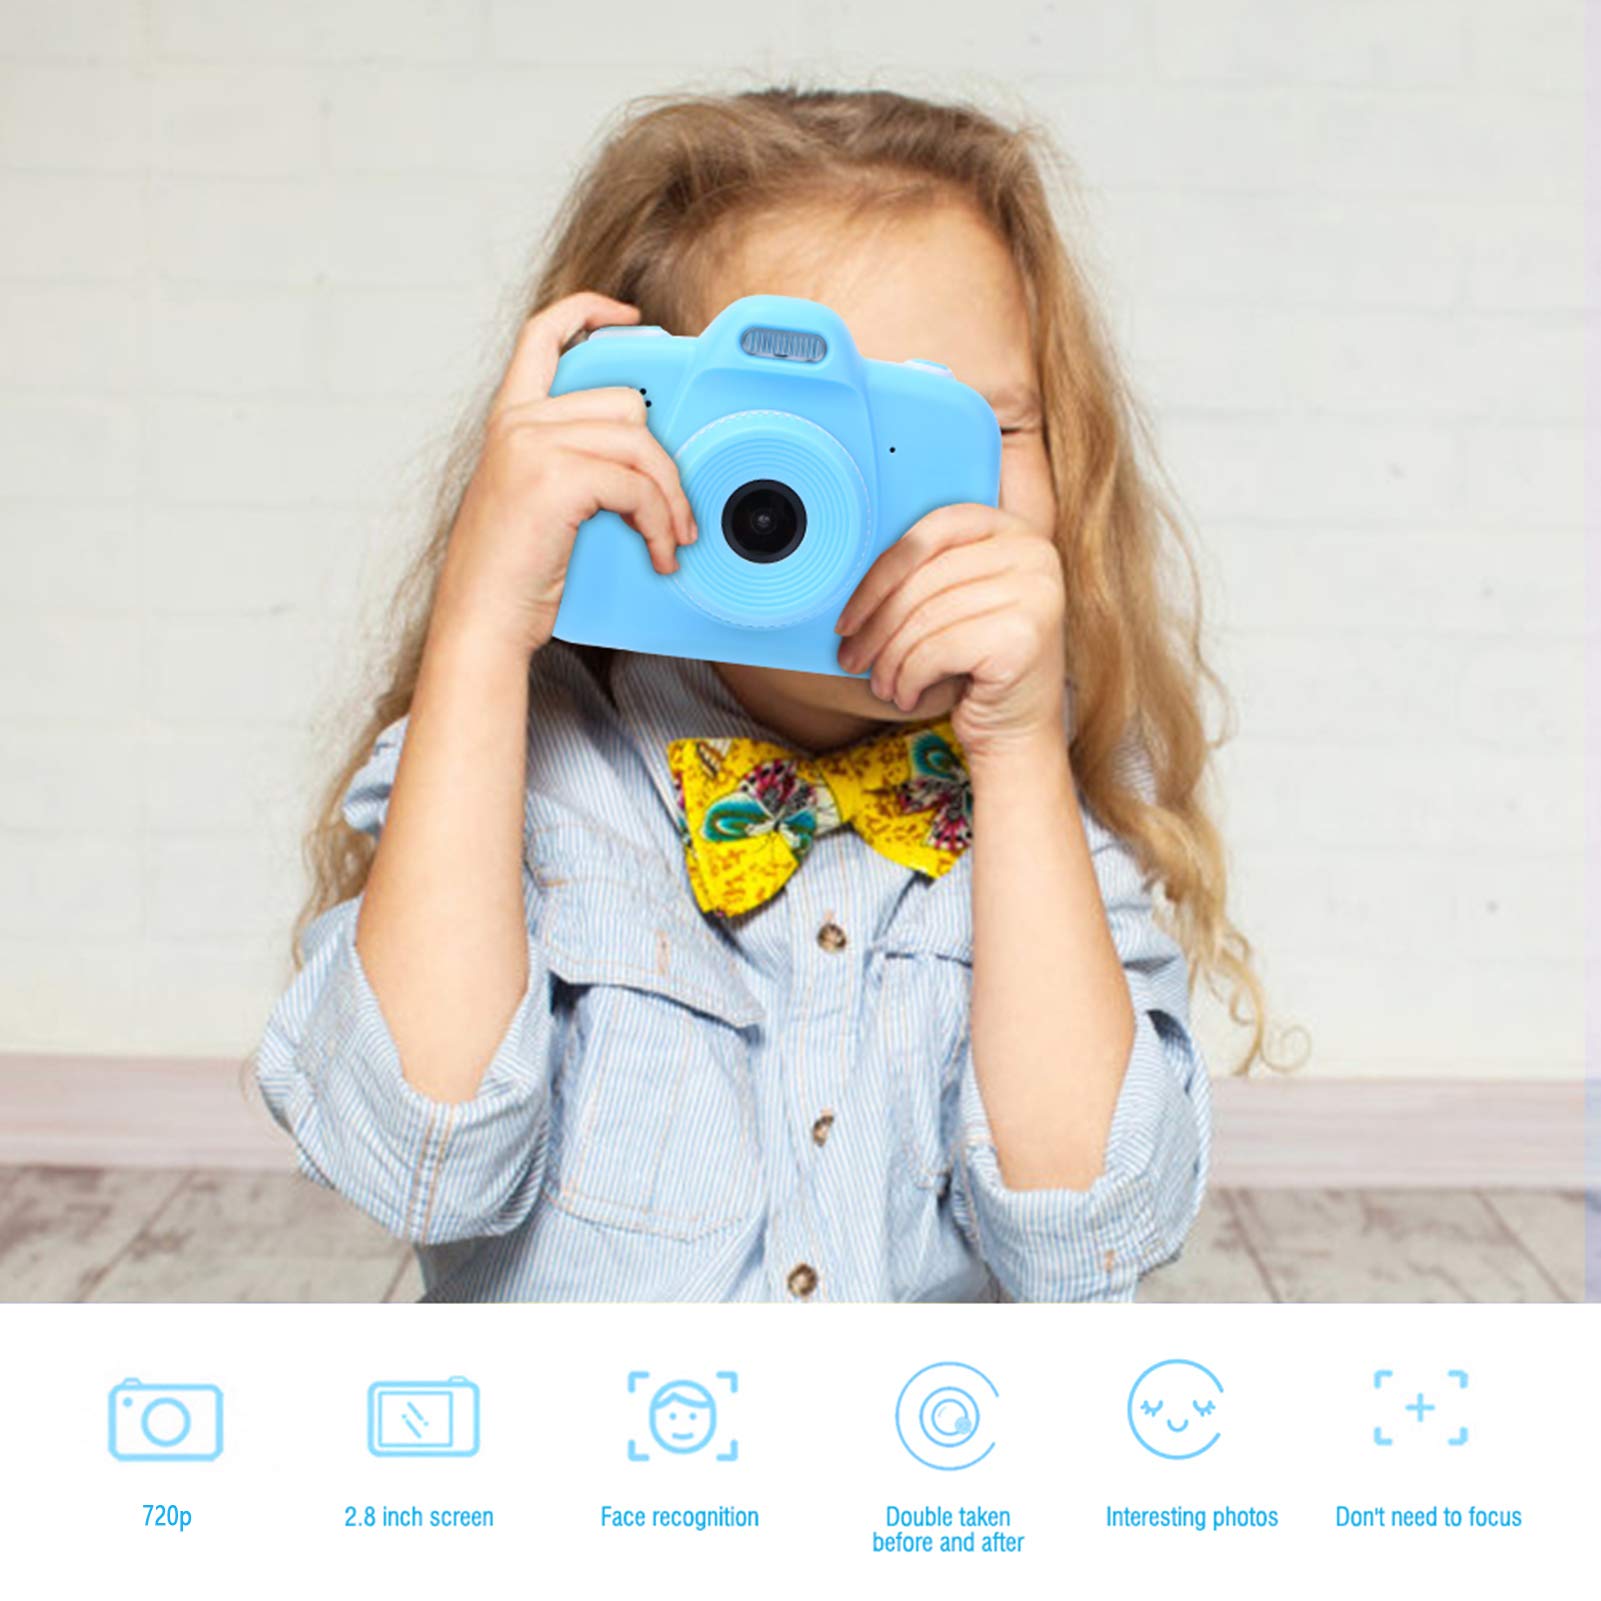 720p
2.8 inch screen
Face recognition
Double taken
before and after
Interesting photos
Don't need to focus